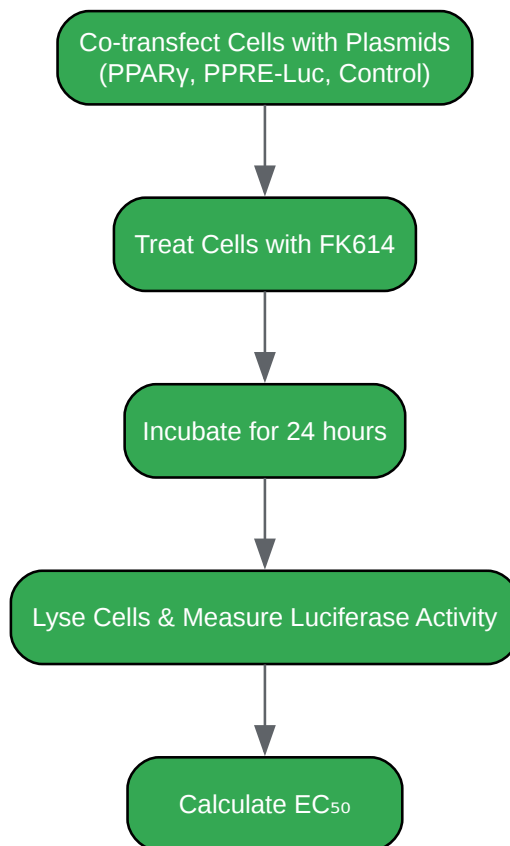 Co-transfect Cells with Plasmids
(PPARγ, PPRE-Luc, Control)
Treat Cells with FK614
Incubate for 24 hours
Lyse Cells & Measure Luciferase Activity
Calculate EC₅₀